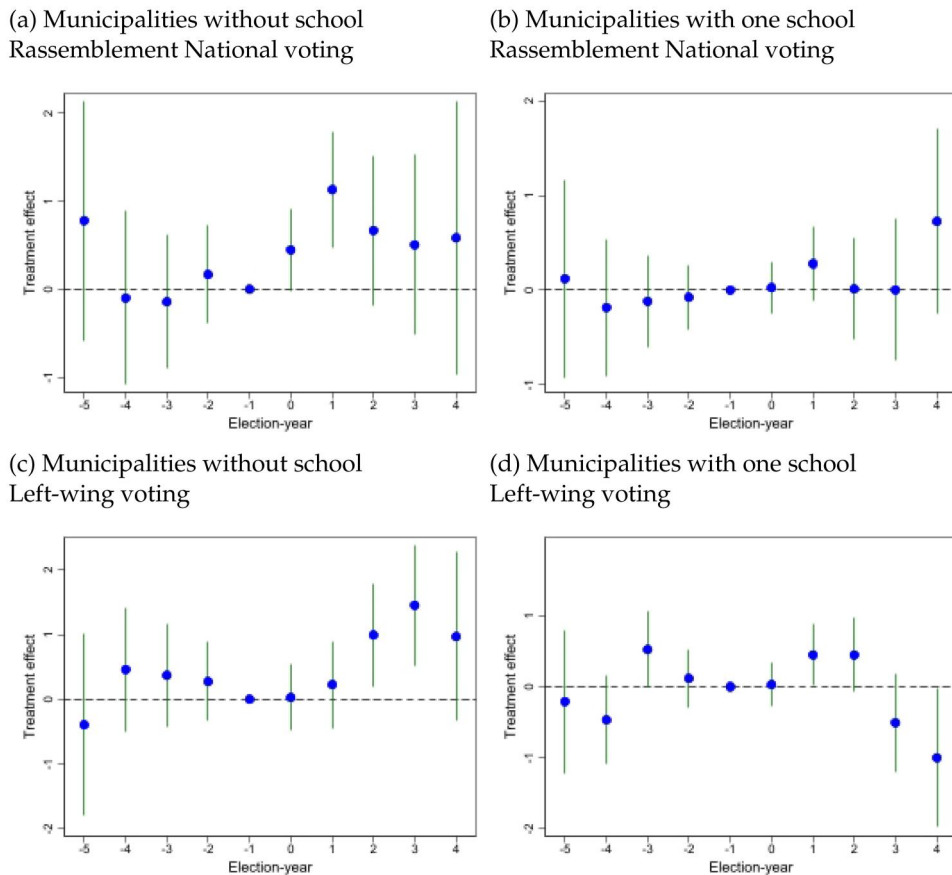 (a) Municipalities without school
Rassemblement National voting
Treatment effect
2
1
0
-1
-5 -4 -3 -2 -1 0 1 2 3 4
Election-year
(b) Municipalities with one school
Rassemblement National voting
Treatment effect
2
1
0
-1
-5 -4 -3 -2 -1 0 1 2 3 4
Election-year
(c) Municipalities without school
Left-wing voting
Treatment effect
2
1
0
-1
-2
-5 -4 -3 -2 -1 0 1 2 3 4
Election-year
(d) Municipalities with one school
Left-wing voting
Treatment effect
1
0
-1
-2
-5 -4 -3 -2 -1 0 1 2 3 4
Election-year